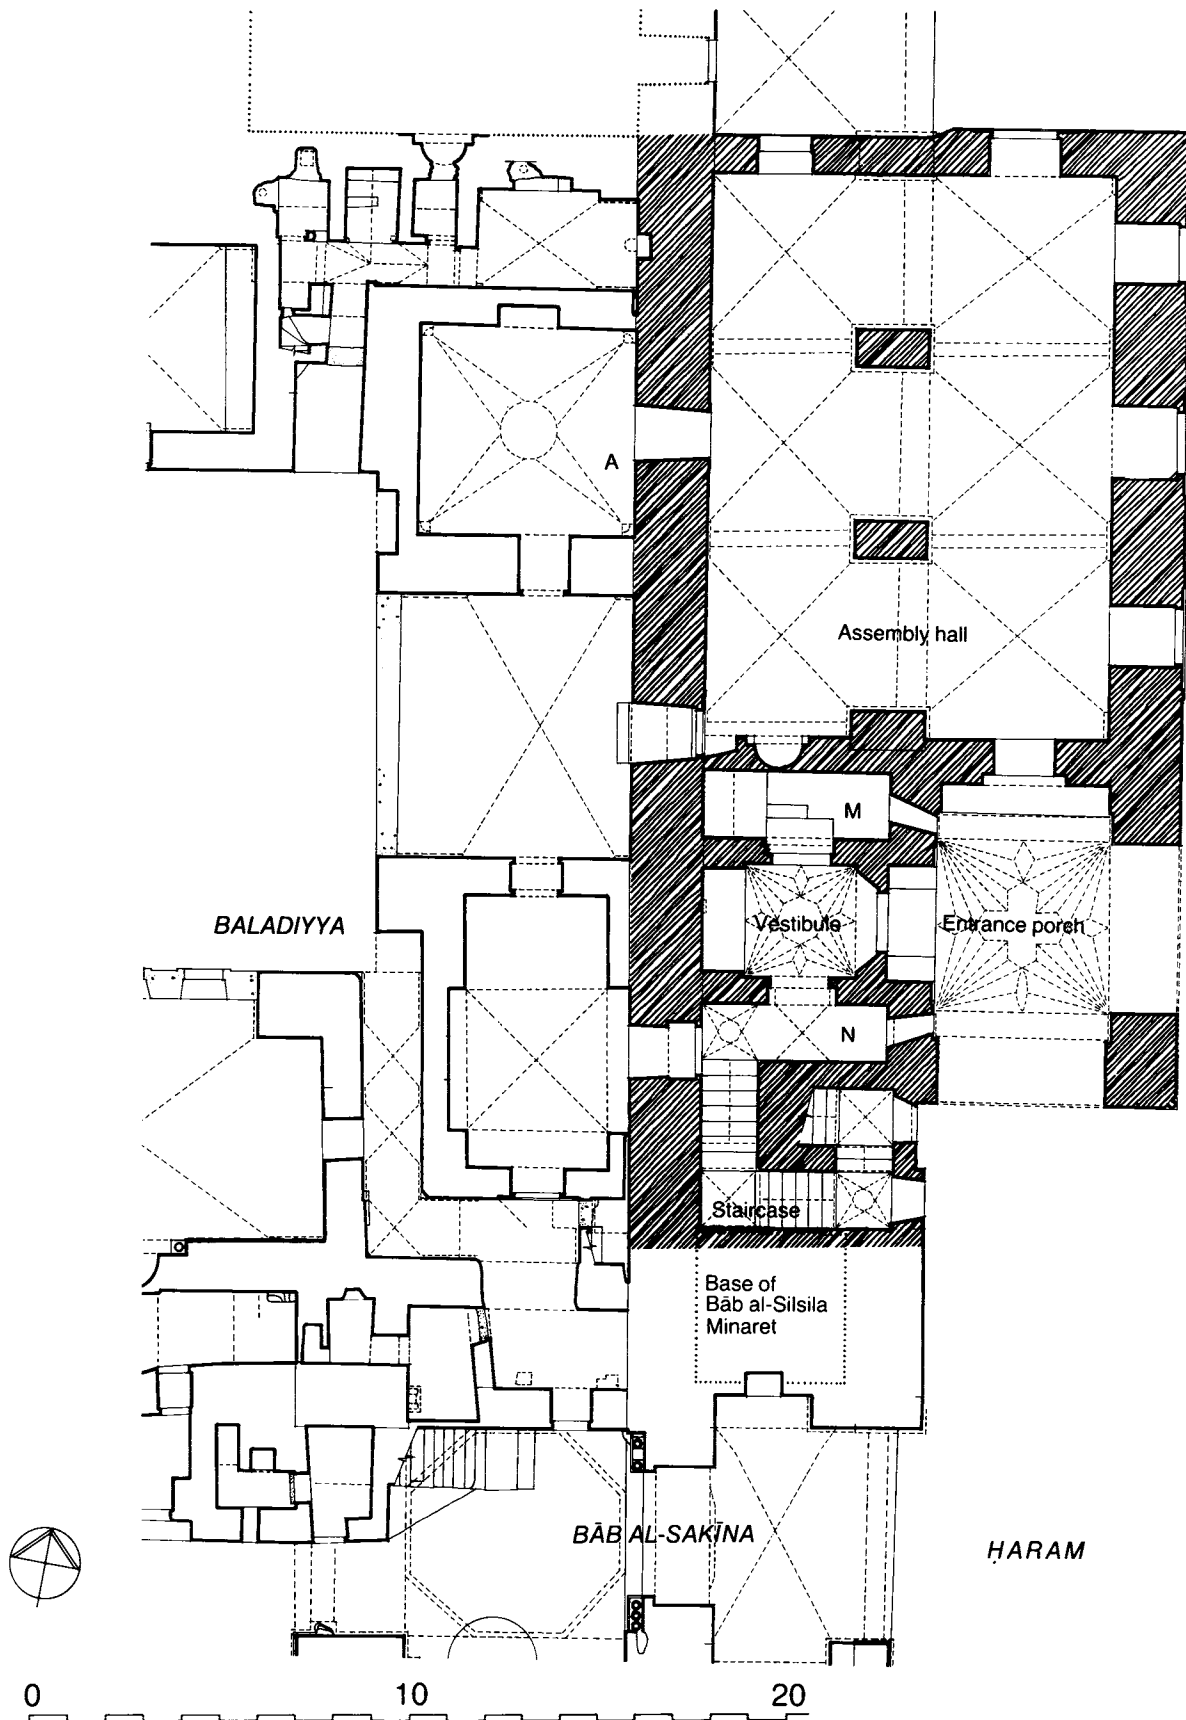 A
Assembly hall
M
BALADIYYA
Vestibule
Entrance porch
N
Staircase
Base of
Bāb al-Silsila
Minaret
BĀB AL-SAKĪNA
ḤARAM
0 10 20